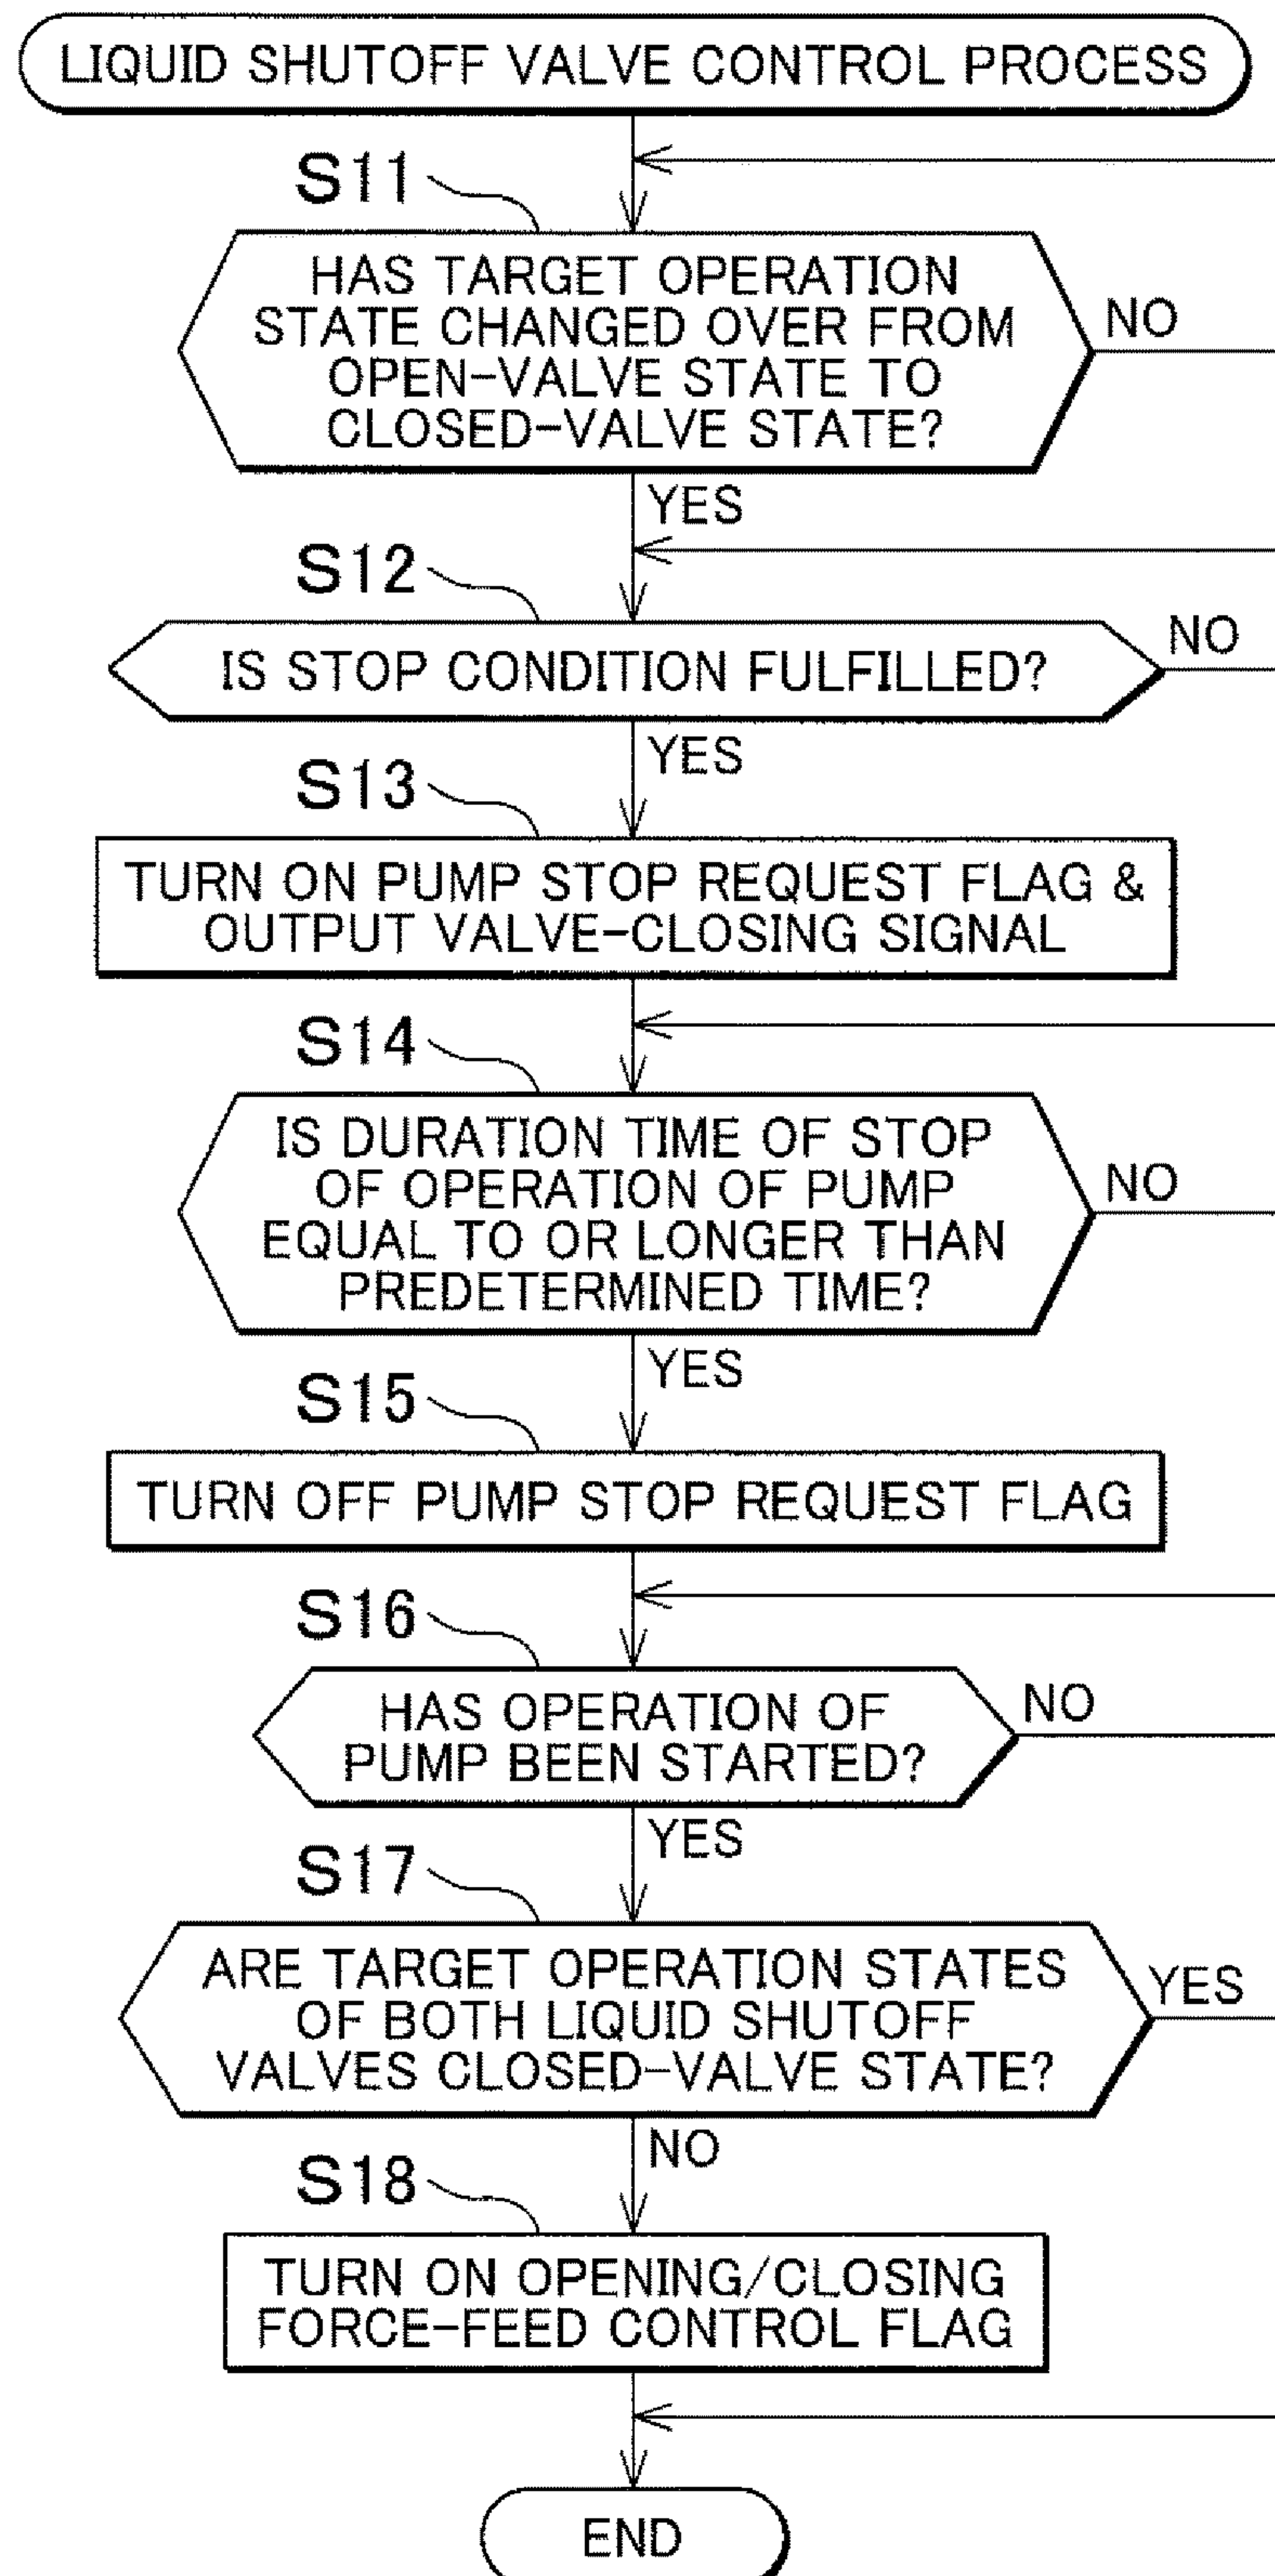 LIQUID SHUTOFF VALVE CONTROL PROCESS
S11
HAS TARGET OPERATION
STATE CHANGED OVER FROM
OPEN-VALVE STATE TO
CLOSED-VALVE STATE?
NO
YES
S12
IS STOP CONDITION FULFILLED?
NO
YES
S13
TURN ON PUMP STOP REQUEST FLAG &
OUTPUT VALVE-CLOSING SIGNAL
S14
IS DURATION TIME OF STOP
OF OPERATION OF PUMP
EQUAL TO OR LONGER THAN
PREDETERMINED TIME?
NO
YES
S15
TURN OFF PUMP STOP REQUEST FLAG
S16
HAS OPERATION OF
PUMP BEEN STARTED?
NO
YES
S17
ARE TARGET OPERATION STATES
OF BOTH LIQUID SHUTOFF
VALVES CLOSED-VALVE STATE?
YES
NO
S18
TURN ON OPENING/CLOSING
FORCE-FEED CONTROL FLAG
END